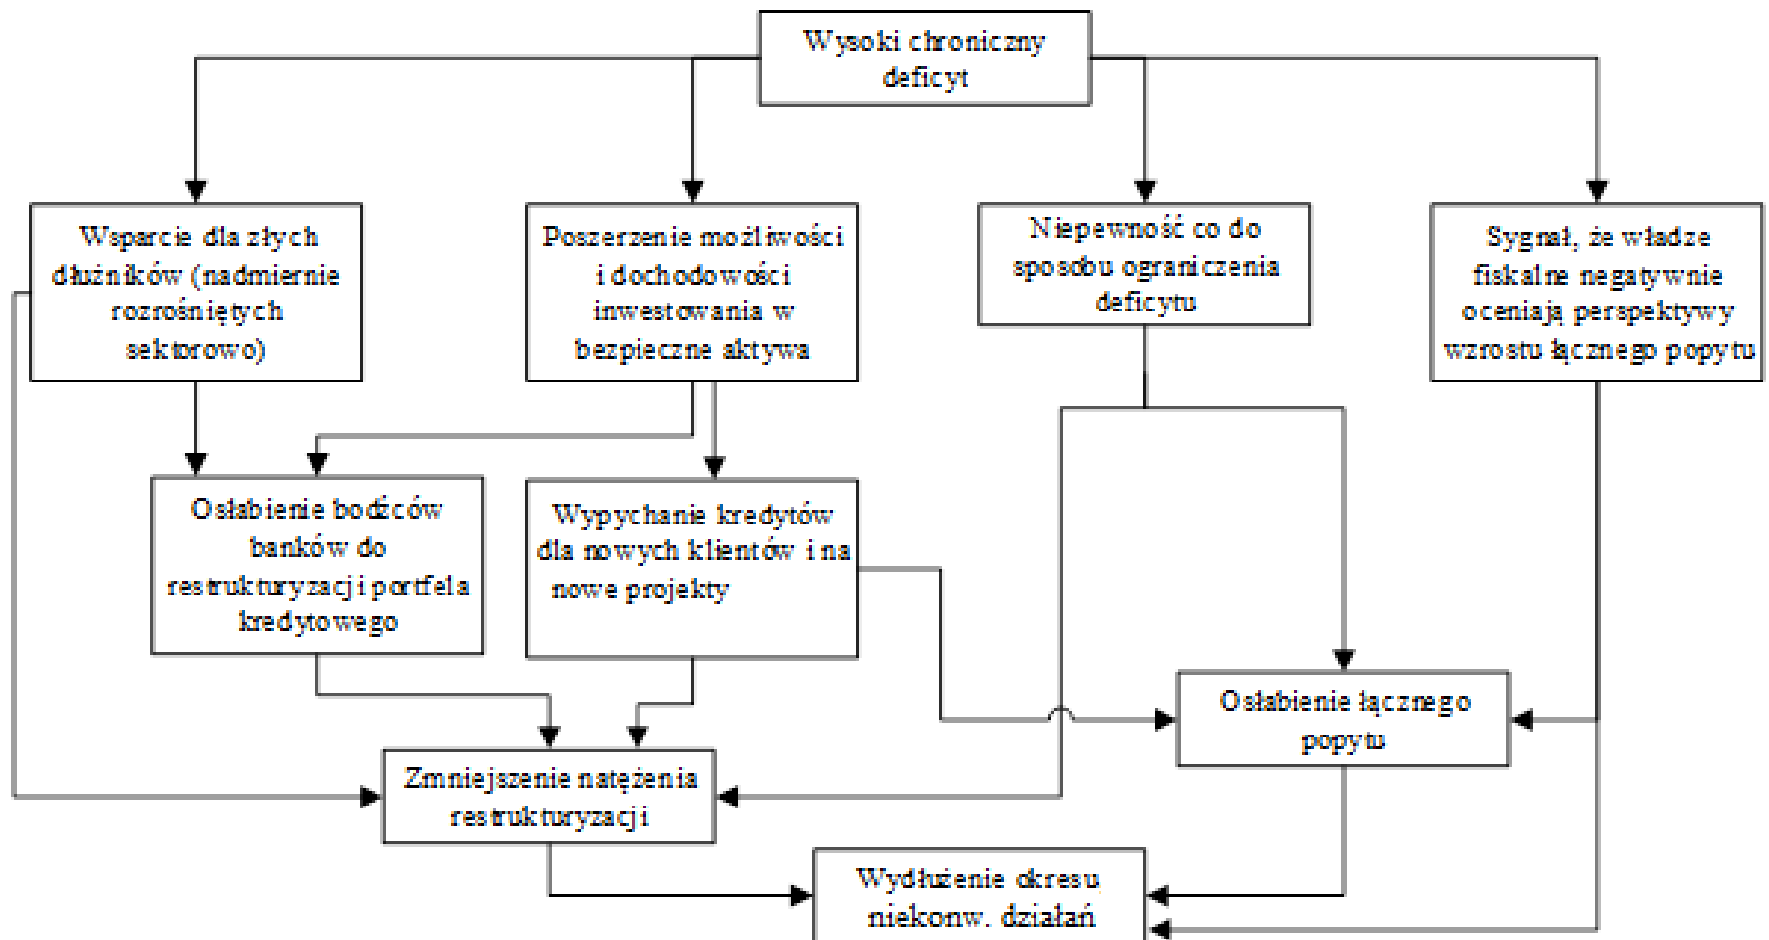 Wysoki chroniczny
deficyt
Wsparcie dla złych
dłużników (nadmiernie
rozrośniętych
sektorowo)
Poszerzenie możliwości
i dochodowości
inwestowania w
bezpieczne aktywa
Niepewność co do
sposobu ograniczenia
deficytu
Sygnał, że władze
fiskalne negatywnie
oceniają perspektywy
wzrostu łącznego popytu
Osłabienie bodźców
banków do
restrukturyzacji portfela
kredytowego
Wypychanie kredytów
dla nowych klientów i na
nowe projekty
Osłabienie łącznego
popytu
Zmniejszenie natężenia
restrukturyzacji
Wydłużenie okresu
niekonw. działań